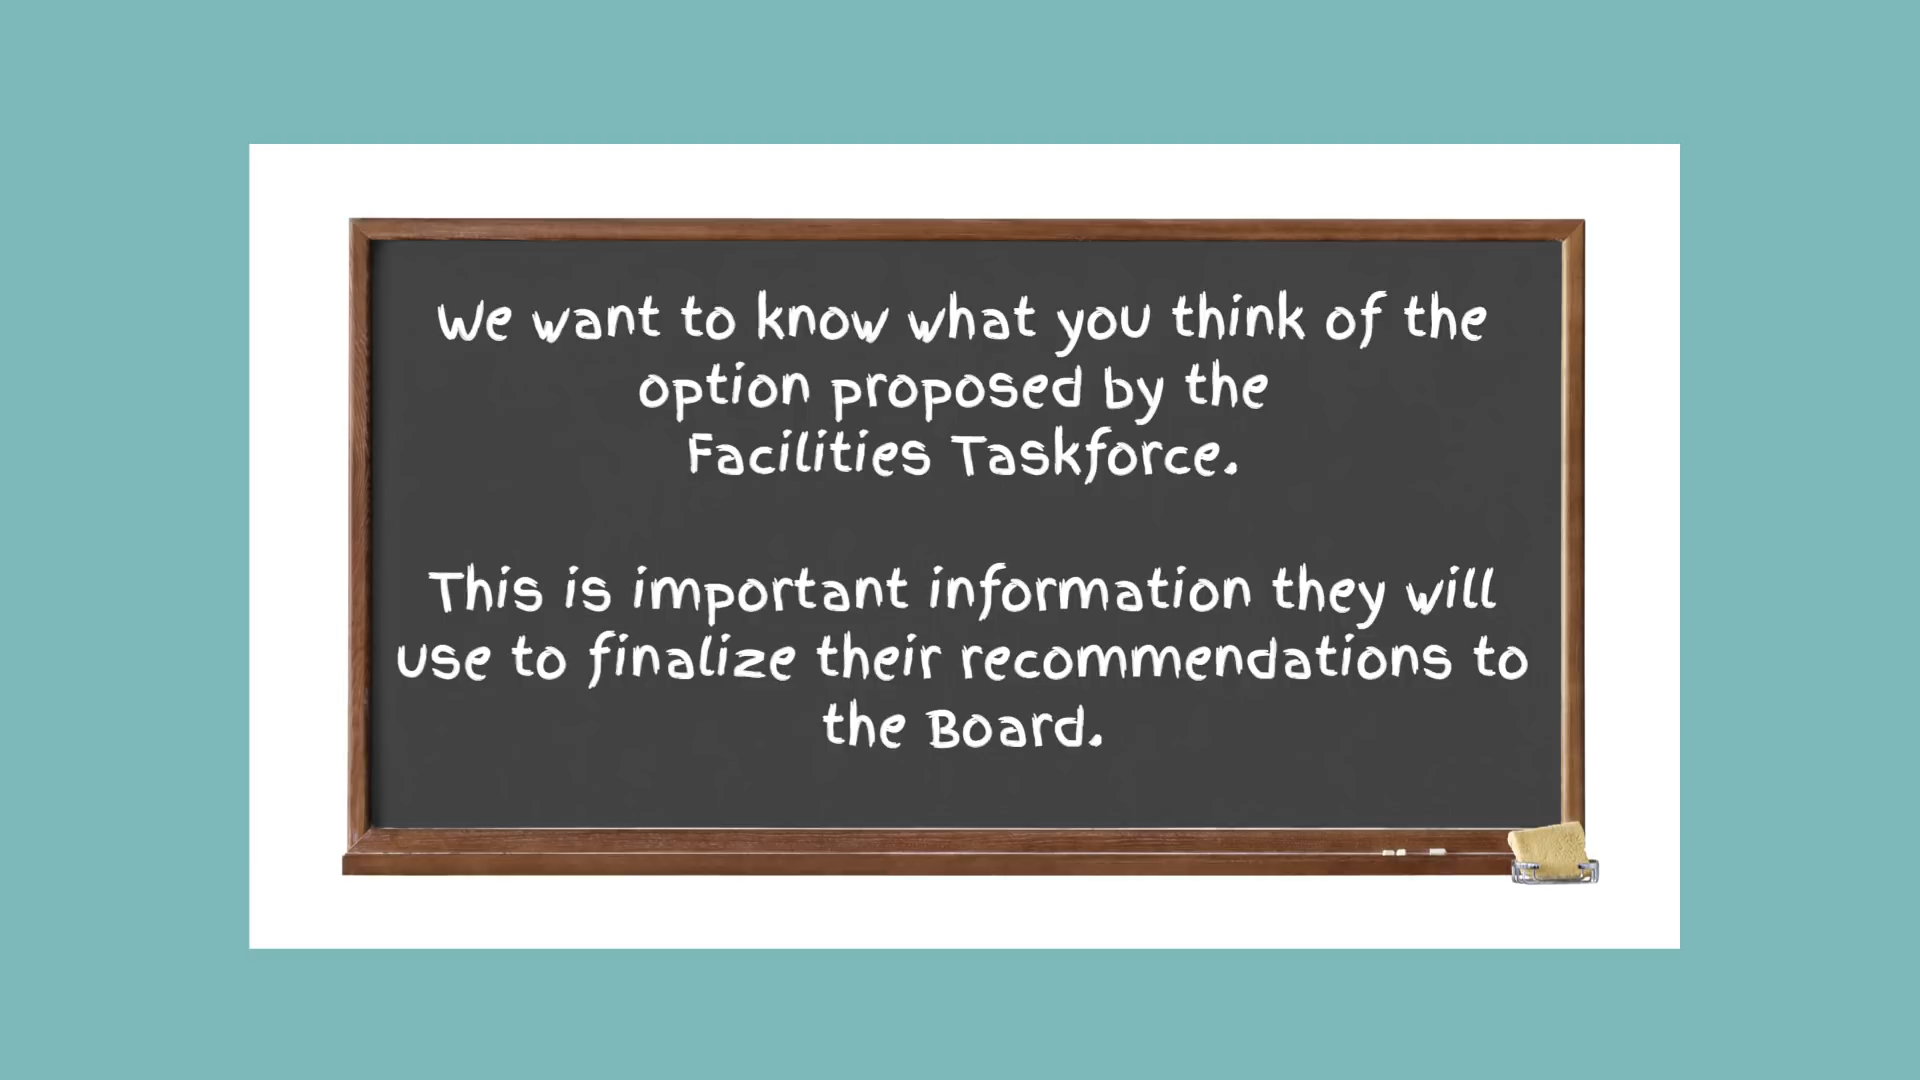 We want to know what you think of the
option proposed by the
Facilities Taskforce.
This is important information they will
use to finalize their recommendations to
the Board.